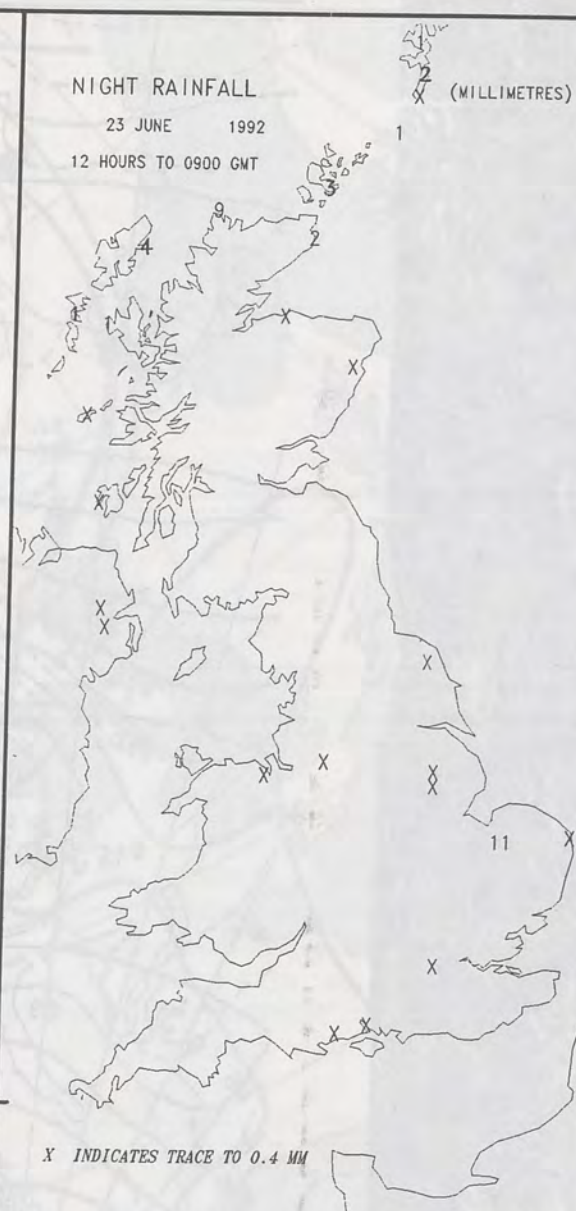 1
NIGHT RAINFALL
2
X (MILLIMETRES)
23 JUNE 1992
1
12 HOURS TO 0900 GMT
3
9
4
2
1
X
X
X
X
X
X
X
X
X
X
X
11
X
X
X
X
X INDICATES TRACE TO 0.4 MM